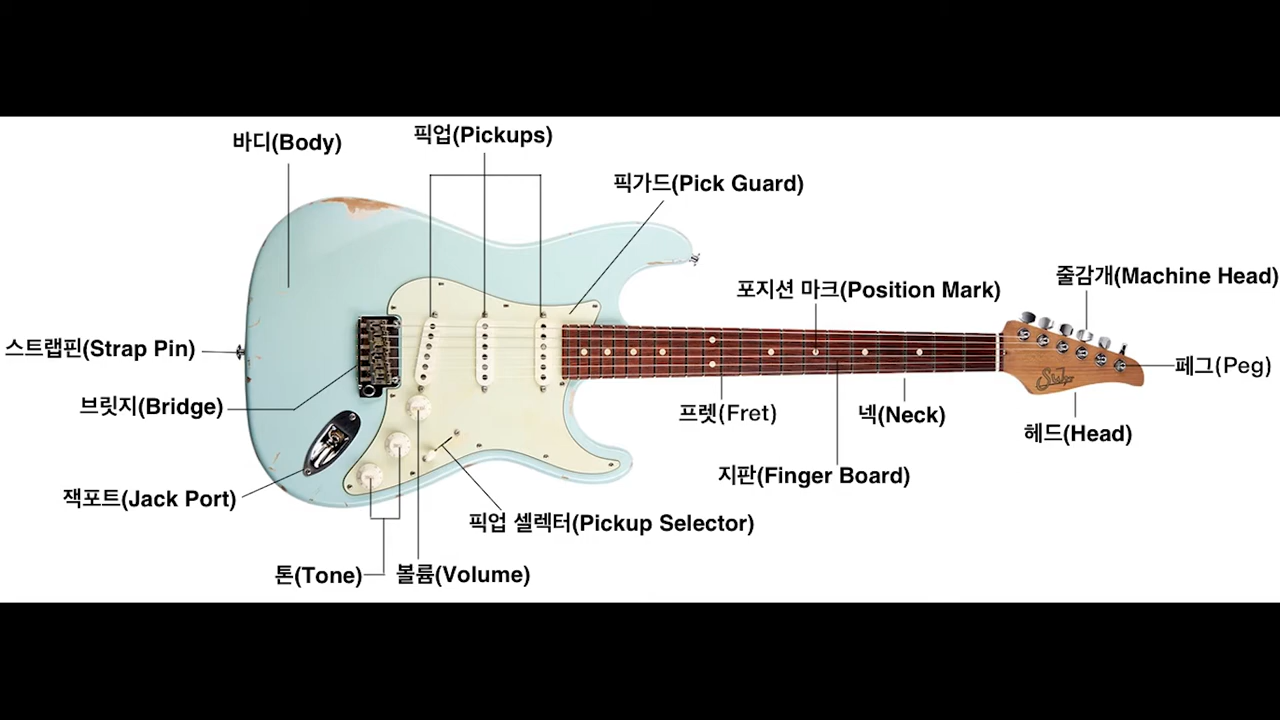 바디(Body)
픽업(Pickups)
픽가드(Pick Guard)
줄감개(Machine Head)
포지션 마크(Position Mark)
스트랩핀(Strap Pin)
페그(Peg)
브릿지(Bridge)
프렛(Fret)
넥(Neck)
헤드(Head)
지판(Finger Board)
잭포트(Jack Port)
픽업 셀렉터(Pickup Selector)
톤(Tone)
볼륨(Volume)
Suhr